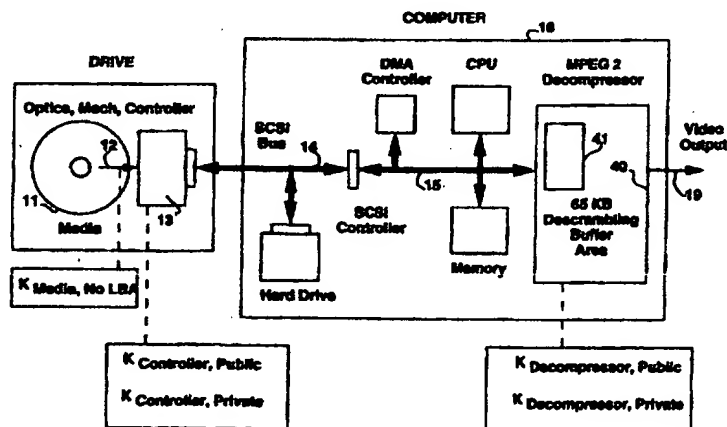 COMPUTER
16
DRIVE
DMA
Controller
CPU
MPEG 2
Decompressor
Optics, Mech, Controller
SCSI
Bus
14
12
41
Video
Output
11
13
15
40
19
Media
SCSI
Controller
65 KB
Descrambling
Buffer
Area
Memory
Hard Drive
K Media, No LBA
K Controller, Public
K Controller, Private
K Decompressor, Public
K Decompressor, Private